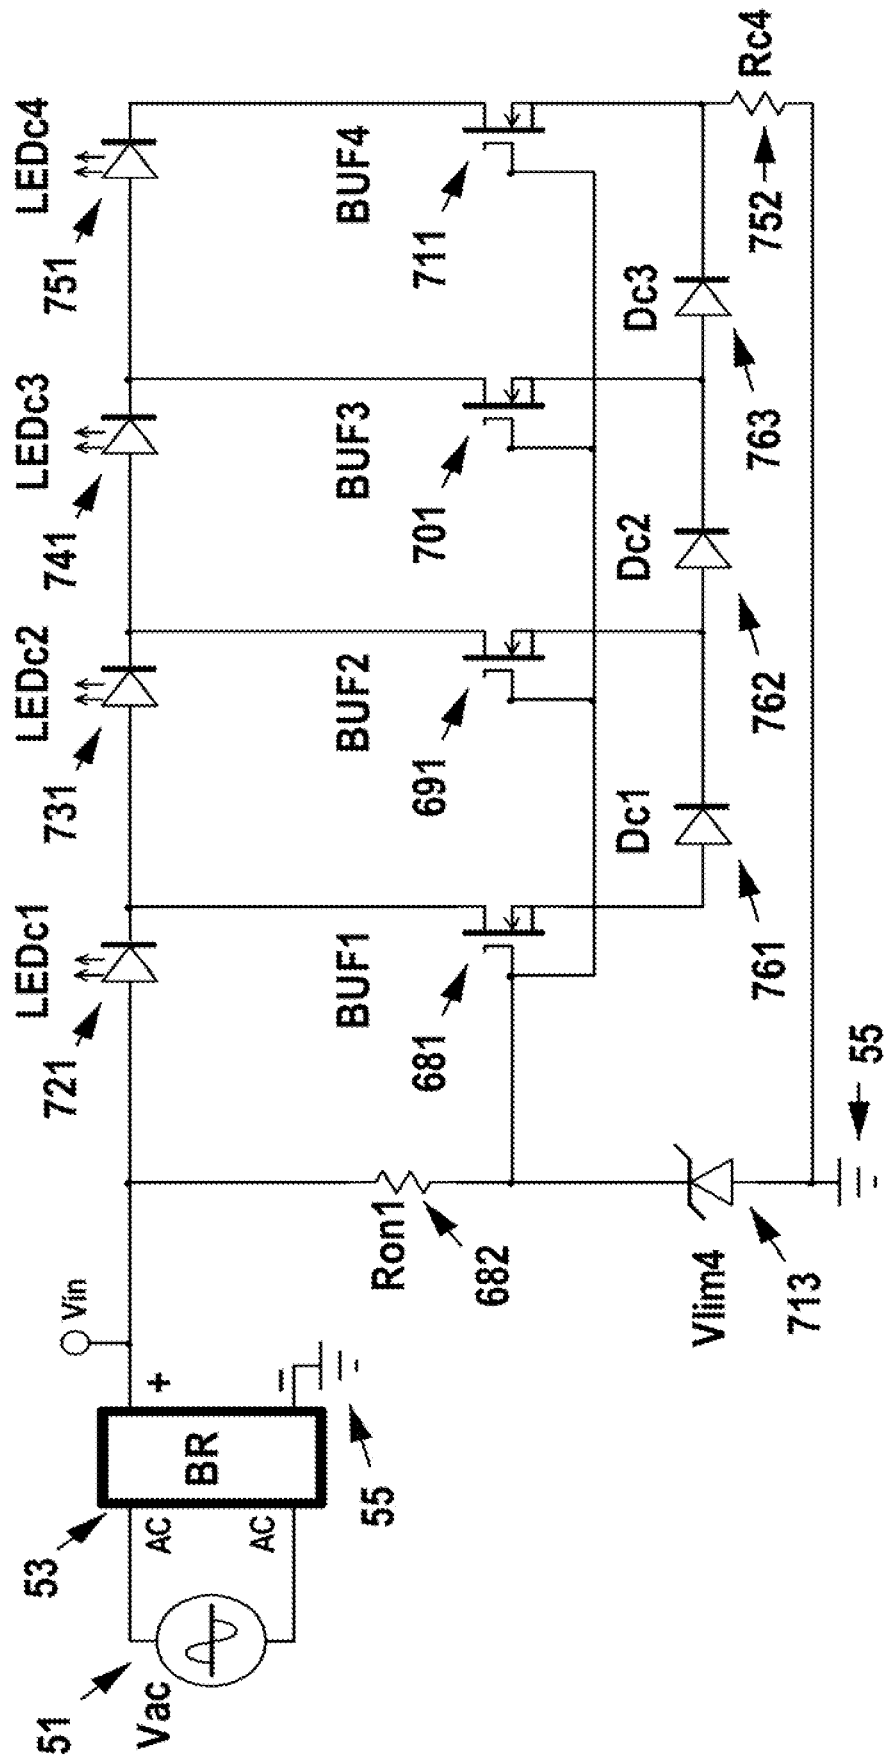 LEDc1
LEDc2
LEDc3
LEDc4
721
731
741
751
Vin
51
53
Vac
AC
AC
BR
+
–
55
BUF1
BUF2
BUF3
BUF4
Ron1
681
691
701
711
682
Dc1
Dc2
Dc3
Rc4
Vlim4
713
761
762
763
752
55